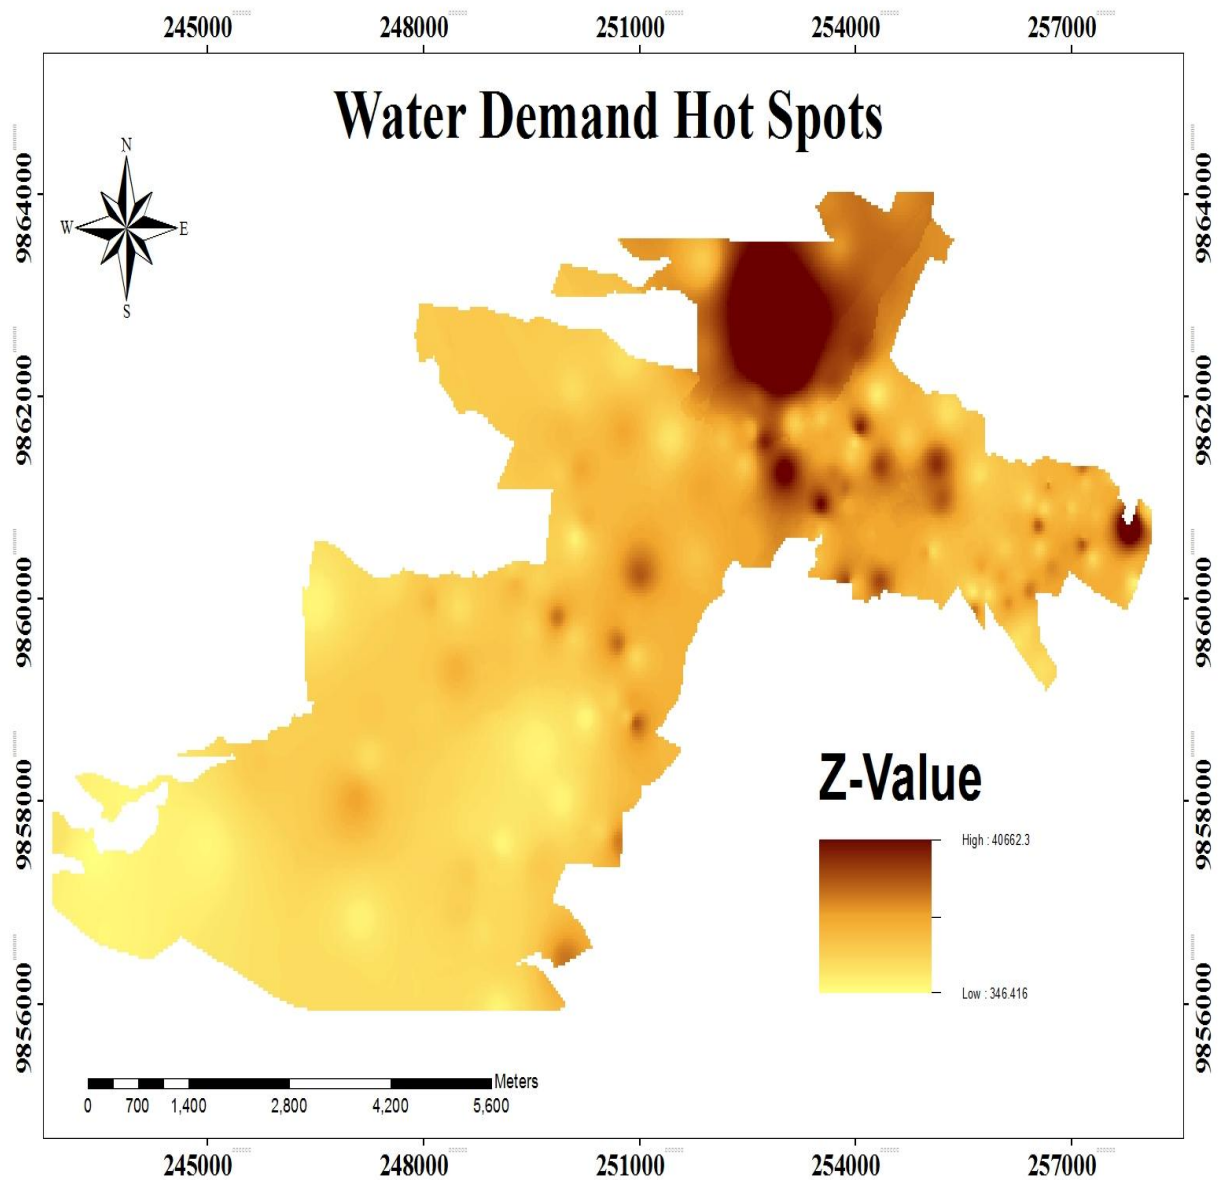 245000 248000 251000 254000 257000
Water Demand Hot Spots
N
W E
S
9864000 9864000
9862000 9862000
9860000 9860000
9858000 9858000
9856000 9856000
Z-Value
High : 40662.3
Low : 346.416
Meters
0 700 1,400 2,800 4,200 5,600
245000 248000 251000 254000 257000